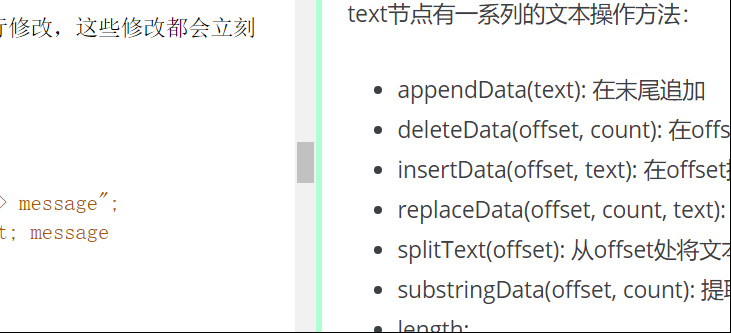 行修改，这些修改都会立刻
> message";
t; message
text节点有一系列的文本操作方法：
appendData(text): 在末尾追加
deleteData(offset, count): 在offs
insertData(offset, text): 在offset
replaceData(offset, count, text):
splitText(offset): 从offset处将文本
substringData(offset, count): 提取
length: